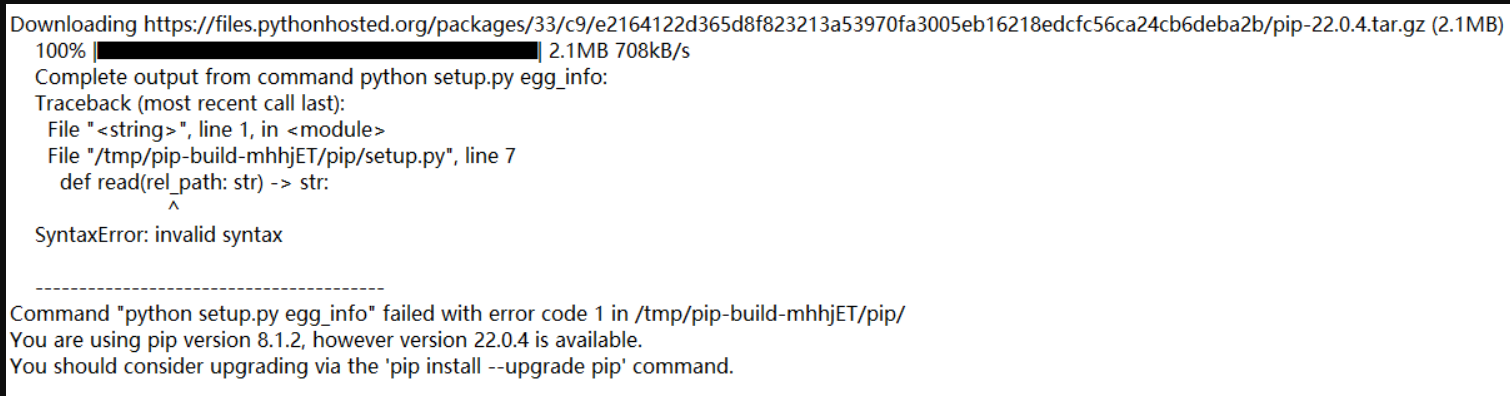 Downloading https://files.pythonhosted.org/packages/33/c9/e2164122d365d8f823213a53970fa3005eb16218edcfc56ca24cb6deba2b/pip-22.0.4.tar.gz (2.1MB)
100% || 2.1MB 708kB/s
Complete output from command python setup.py egg_info:
Traceback (most recent call last):
File "<string>", line 1, in <module>
File "/tmp/pip-build-mhhjET/pip/setup.py", line 7
def read(rel_path: str) -> str:
^
SyntaxError: invalid syntax
----------------------------------------
Command "python setup.py egg_info" failed with error code 1 in /tmp/pip-build-mhhjET/pip/
You are using pip version 8.1.2, however version 22.0.4 is available.
You should consider upgrading via the 'pip install --upgrade pip' command.